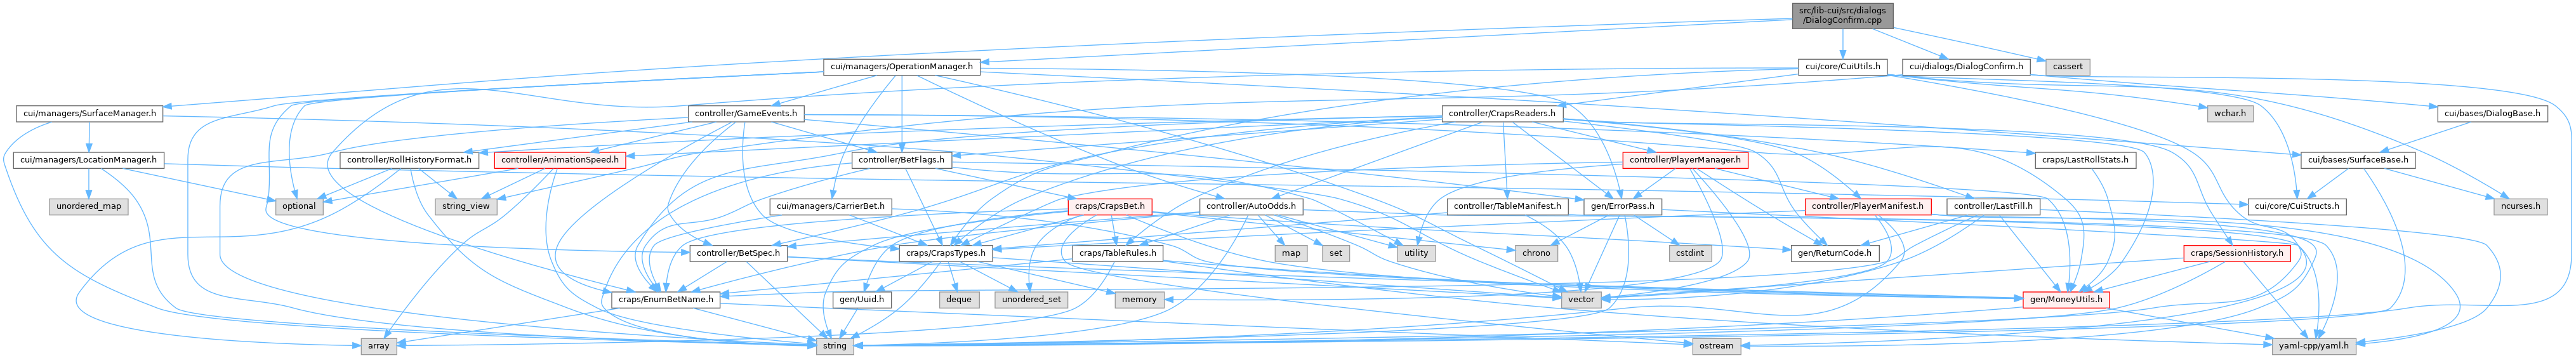 src/lib-cui/src/dialogs
/DialogConfirm.cpp
cui/managers/OperationManager.h
cui/core/CuiUtils.h
cui/dialogs/DialogConfirm.h
cassert
cui/managers/SurfaceManager.h
controller/GameEvents.h
controller/CrapsReaders.h
wchar.h
cui/bases/DialogBase.h
cui/managers/LocationManager.h
controller/RollHistoryFormat.h
controller/AnimationSpeed.h
controller/BetFlags.h
controller/PlayerManager.h
craps/LastRollStats.h
cui/bases/SurfaceBase.h
unordered_map
optional
string_view
cui/managers/CarrierBet.h
craps/CrapsBet.h
controller/AutoOdds.h
controller/TableManifest.h
gen/ErrorPass.h
controller/PlayerManifest.h
controller/LastFill.h
cui/core/CuiStructs.h
ncurses.h
controller/BetSpec.h
craps/CrapsTypes.h
craps/TableRules.h
map
set
utility
chrono
cstdint
gen/ReturnCode.h
craps/SessionHistory.h
craps/EnumBetName.h
gen/Uuid.h
deque
unordered_set
memory
vector
gen/MoneyUtils.h
array
string
ostream
yaml-cpp/yaml.h